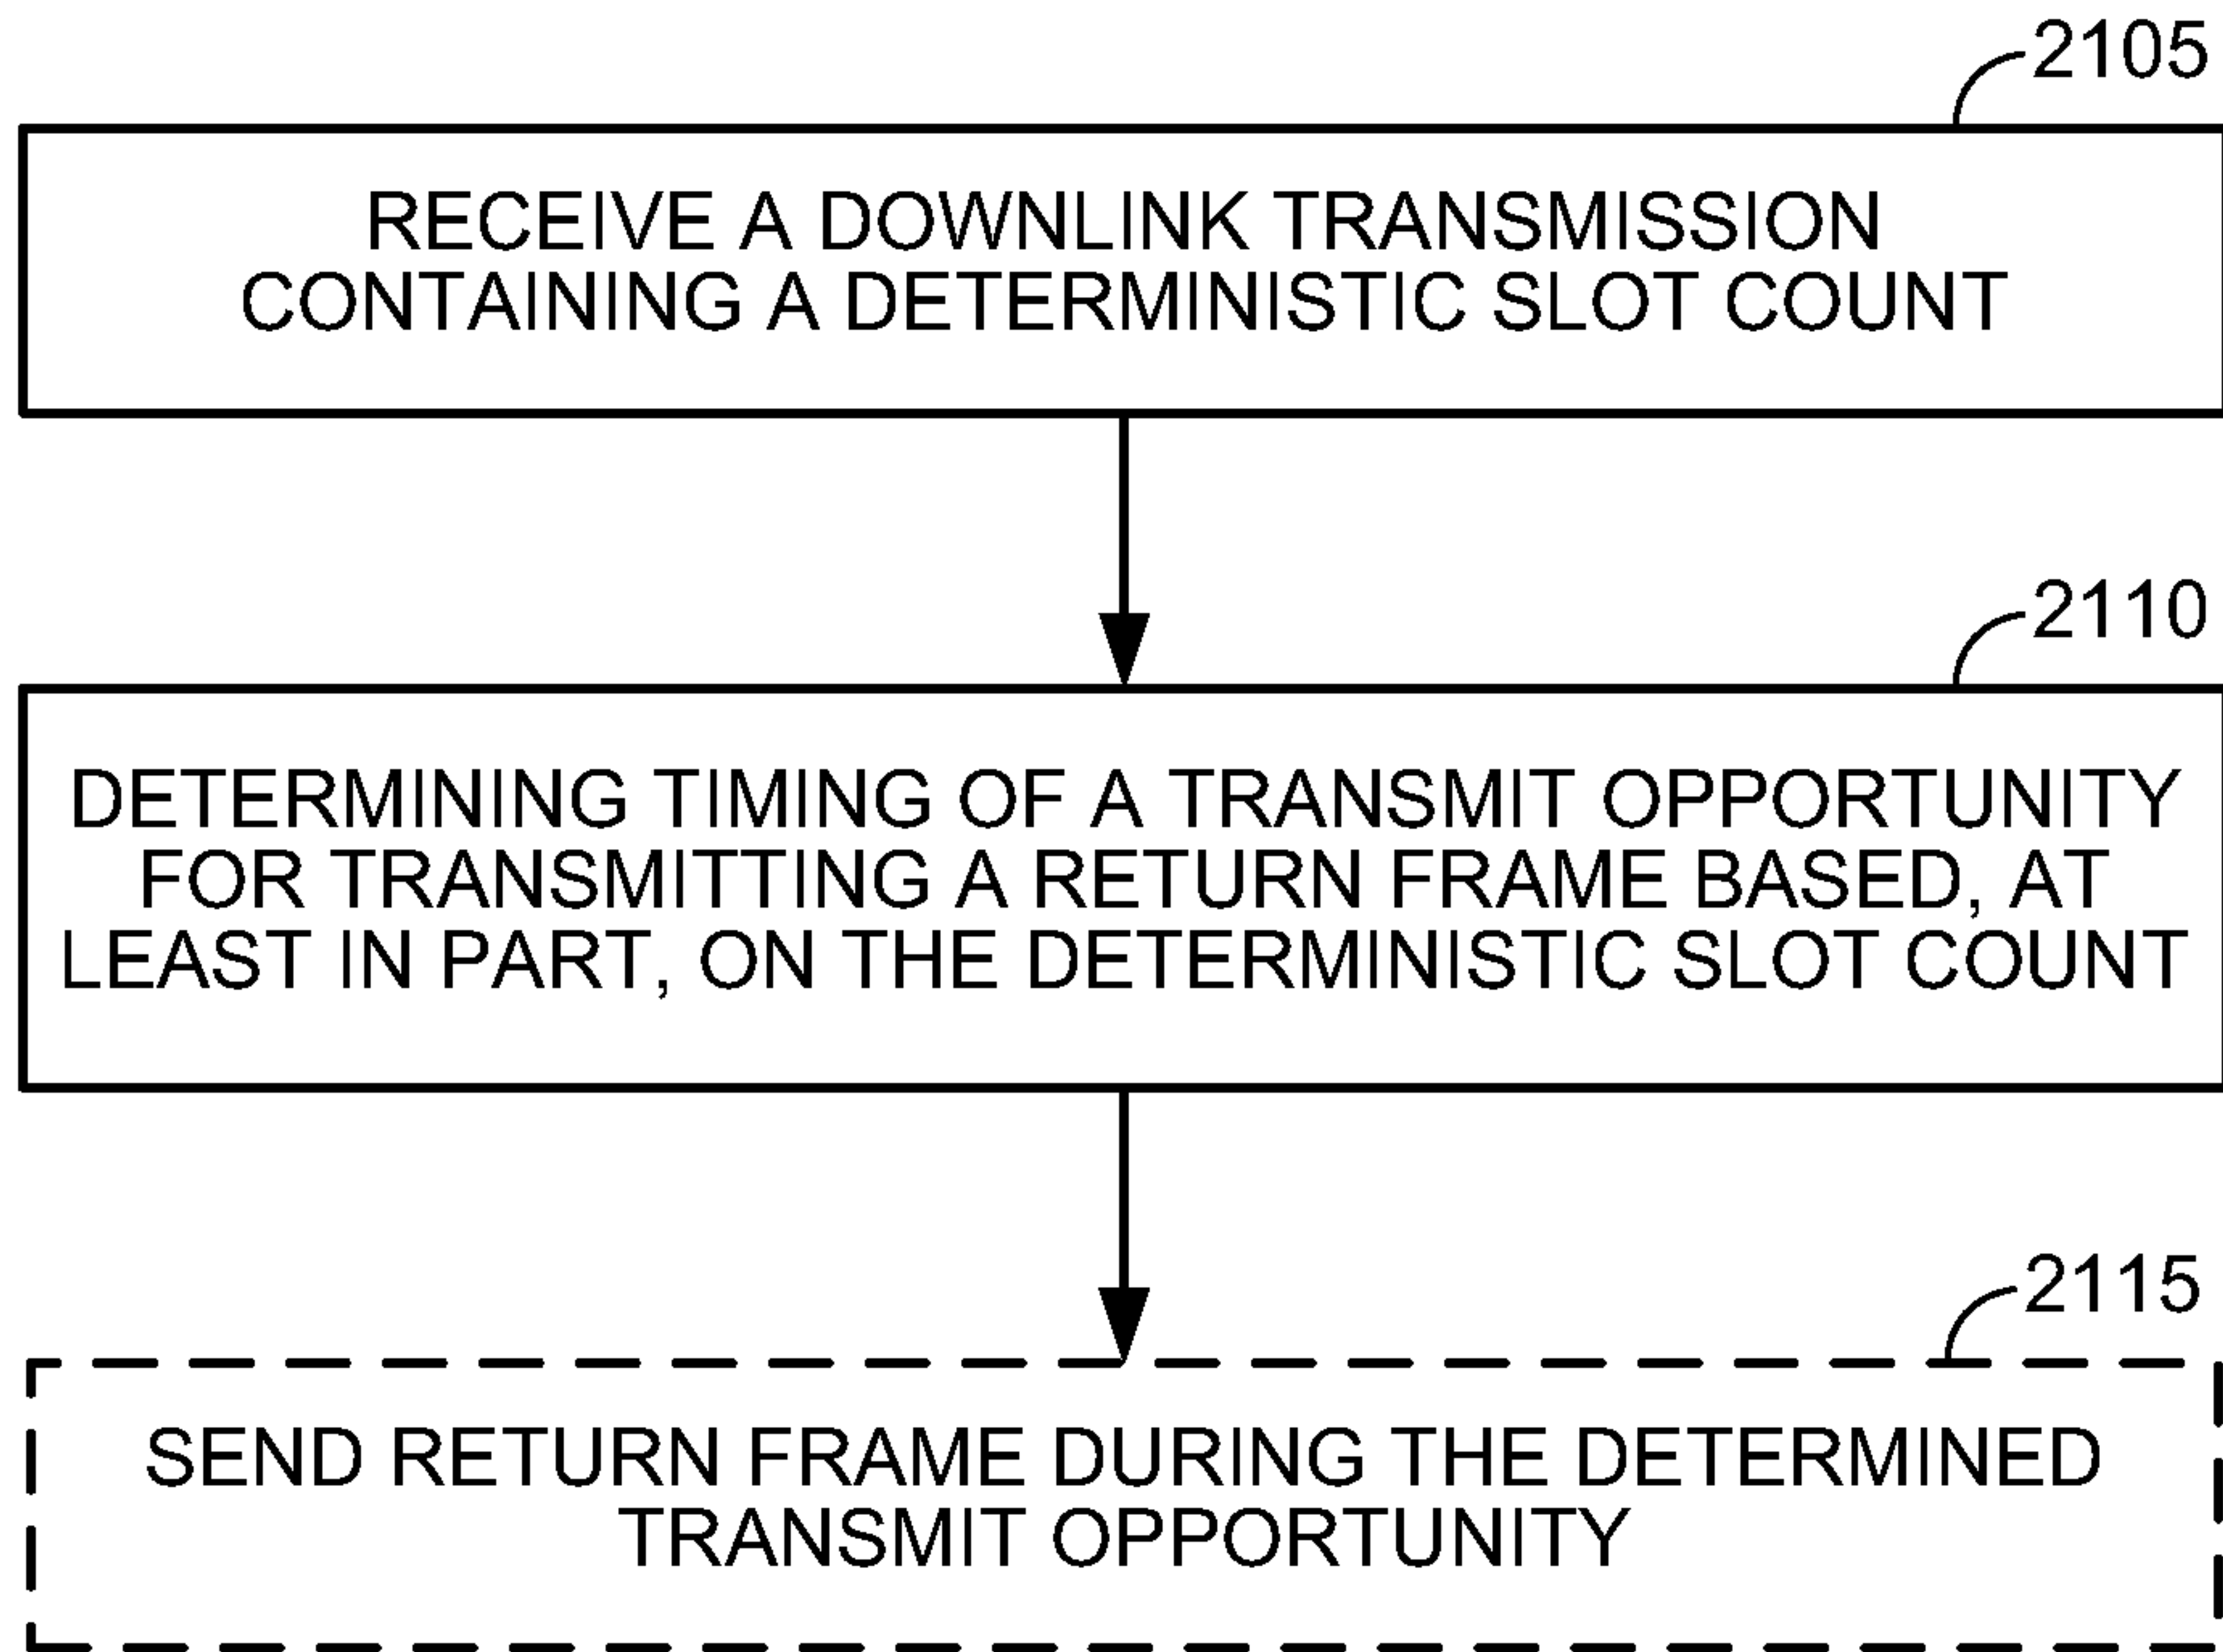 2105
RECEIVE A DOWNLINK TRANSMISSION
CONTAINING A DETERMINISTIC SLOT COUNT
2110
DETERMINING TIMING OF A TRANSMIT OPPORTUNITY
FOR TRANSMITTING A RETURN FRAME BASED, AT
LEAST IN PART, ON THE DETERMINISTIC SLOT COUNT
2115
SEND RETURN FRAME DURING THE DETERMINED
TRANSMIT OPPORTUNITY